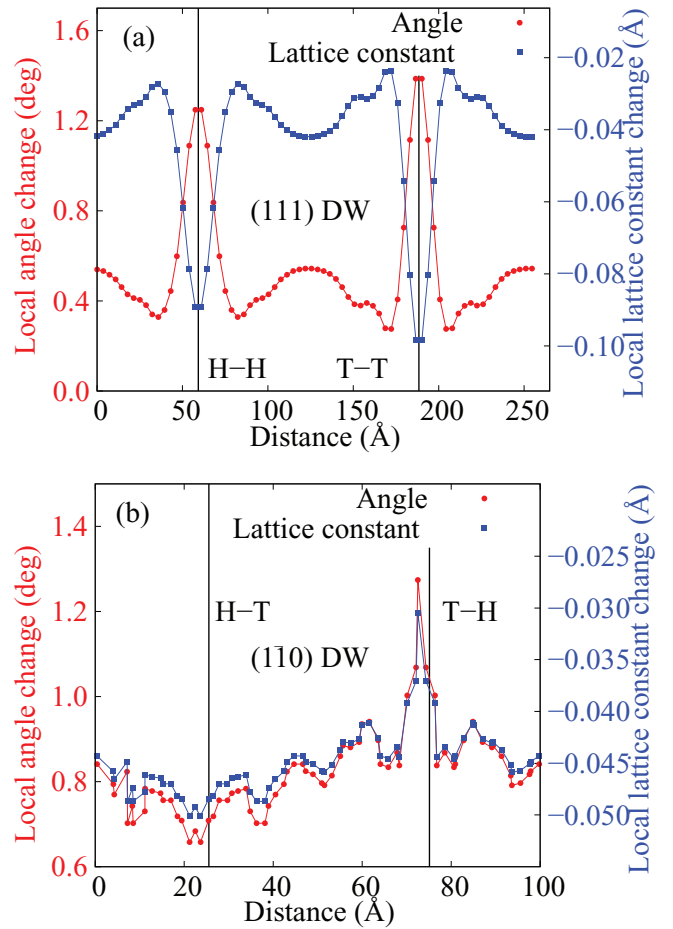 (a)
Angle
Lattice constant
1.6
1.2
0.8
0.4
0.0
Local angle change (deg)
−0.02
−0.04
−0.06
−0.08
−0.10
Local lattice constant change (Å)
(111) DW
H−H
T−T
0
50
100
150
200
250
Distance (Å)
(b)
Angle
Lattice constant
1.4
1.2
1.0
0.8
0.6
Local angle change (deg)
−0.025
−0.030
−0.035
−0.040
−0.045
−0.050
Local lattice constant change (Å)
H−T
T−H
(11̄0) DW
0
20
40
60
80
100
Distance (Å)